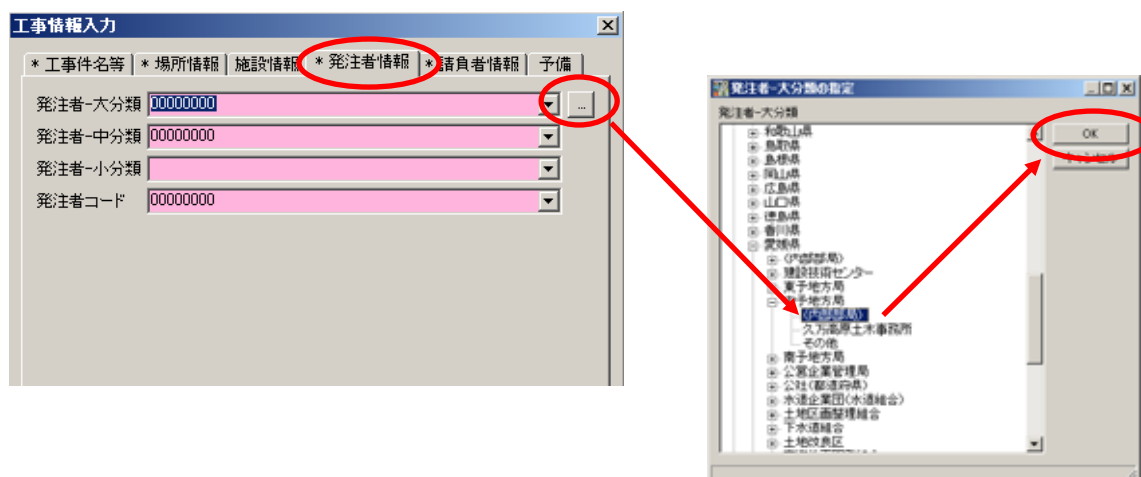 工事情報入力
* 工事件名等
* 場所情報
施設情報
* 発注者情報
* 請負者情報
予備
発注者-大分類 00000000 ...
発注者-中分類 00000000
発注者-小分類
発注者コード 00000000
発注者-大分類の指定
発注者-大分類
OK
キャンセル
和歌山県
鳥取県
島根県
岡山県
広島県
山口県
徳島県
香川県
愛媛県
(内部部局)
建設技術センター
東予地方局
予地方局
(内部部局)
久万高原土木事務所
その他
南予地方局
公営企業管理局
公社(都道府県)
水道企業団(水道組合)
土地区画整理組合
下水道組合
土地改良区